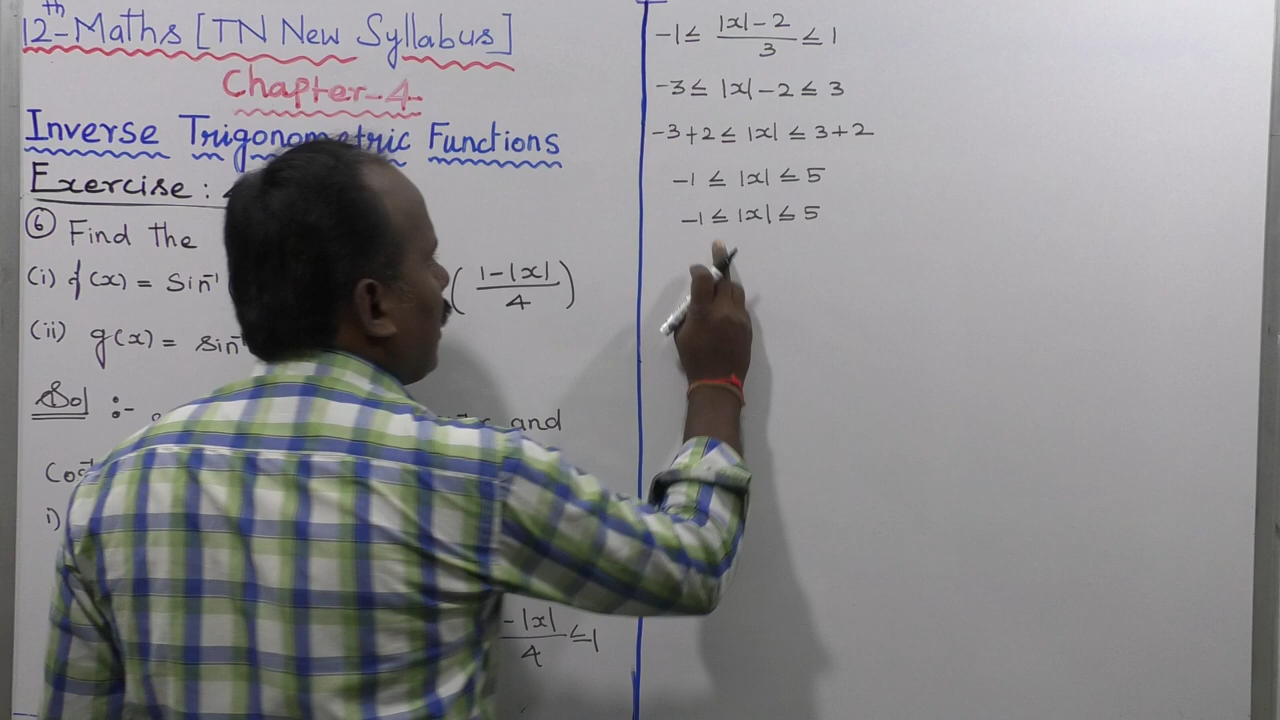 12th-Maths [TN New Syllabus]
Chapter-4
Inverse Trigonometric Functions
Exercise :
⑥ Find the
(i) f(x) = Sin⁻¹ ( 1-|x| / 4 )
(ii) g(x) = sin⁻¹
Sol :-
and
Cos⁻¹
i)
-|x| / 4 ≤ 1
-1 ≤ |x|-2 / 3 ≤ 1
-3 ≤ |x|-2 ≤ 3
-3+2 ≤ |x| ≤ 3+2
-1 ≤ |x| ≤ 5
-1 ≤ |x| ≤ 5